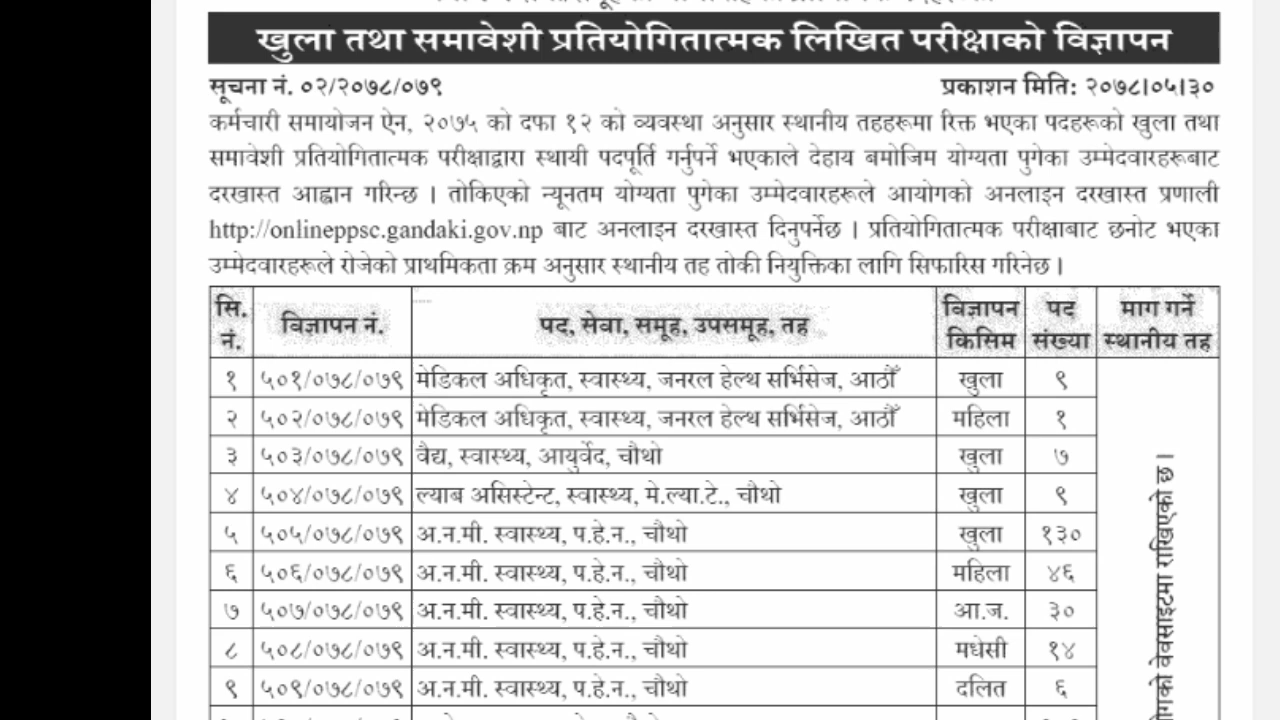 खुला तथा समावेशी प्रतियोगितात्मक लिखित परीक्षाको विज्ञापन
सूचना नं. ०२/२०७८/०७९ प्रकाशन मिति: २०७८।०५।३०
कर्मचारी समायोजन ऐन, २०७५ को दफा १२ को व्यवस्था अनुसार स्थानीय तहहरूमा रिक्त भएका पदहरूको खुला तथा
समावेशी प्रतियोगितात्मक परीक्षाद्वारा स्थायी पदपूर्ति गर्नुपर्ने भएकाले देहाय बमोजिम योग्यता पुगेका उम्मेदवारहरूबाट
दरखास्त आह्वान गरिन्छ । तोकिएको न्यूनतम योग्यता पुगेका उम्मेदवारहरूले आयोगको अनलाइन दरखास्त प्रणाली
http://onlineppsc.gandaki.gov.np बाट अनलाइन दरखास्त दिनुपर्नेछ । प्रतियोगितात्मक परीक्षाबाट छनोट भएका
उम्मेदवारहरूले रोजेको प्राथमिकता क्रम अनुसार स्थानीय तह तोकी नियुक्तिका लागि सिफारिस गरिनेछ ।
सि. नं. विज्ञापन नं. पद, सेवा, समूह, उपसमूह, तह विज्ञापन किसिम पद संख्या माग गर्ने स्थानीय तह
१ ५०१/०७८/०७९ मेडिकल अधिकृत, स्वास्थ्य, जनरल हेल्थ सर्भिसेज, आठौँ खुला ९
२ ५०२/०७८/०७९ मेडिकल अधिकृत, स्वास्थ्य, जनरल हेल्थ सर्भिसेज, आठौँ महिला १
३ ५०३/०७८/०७९ वैद्य, स्वास्थ्य, आयुर्वेद, चौथो खुला ७
४ ५०४/०७८/०७९ ल्याब असिस्टेन्ट, स्वास्थ्य, मे.ल्या.टे., चौथो खुला ९
५ ५०५/०७८/०७९ अ.न.मी. स्वास्थ्य, प.हे.न., चौथो खुला १३०
६ ५०६/०७८/०७९ अ.न.मी. स्वास्थ्य, प.हे.न., चौथो महिला ४६
७ ५०७/०७८/०७९ अ.न.मी. स्वास्थ्य, प.हे.न., चौथो आ.ज. ३०
८ ५०८/०७८/०७९ अ.न.मी. स्वास्थ्य, प.हे.न., चौथो मधेसी १४
९ ५०९/०७८/०७९ अ.न.मी. स्वास्थ्य, प.हे.न., चौथो दलित ६
वेवसाइटमा राखिएको छ ।